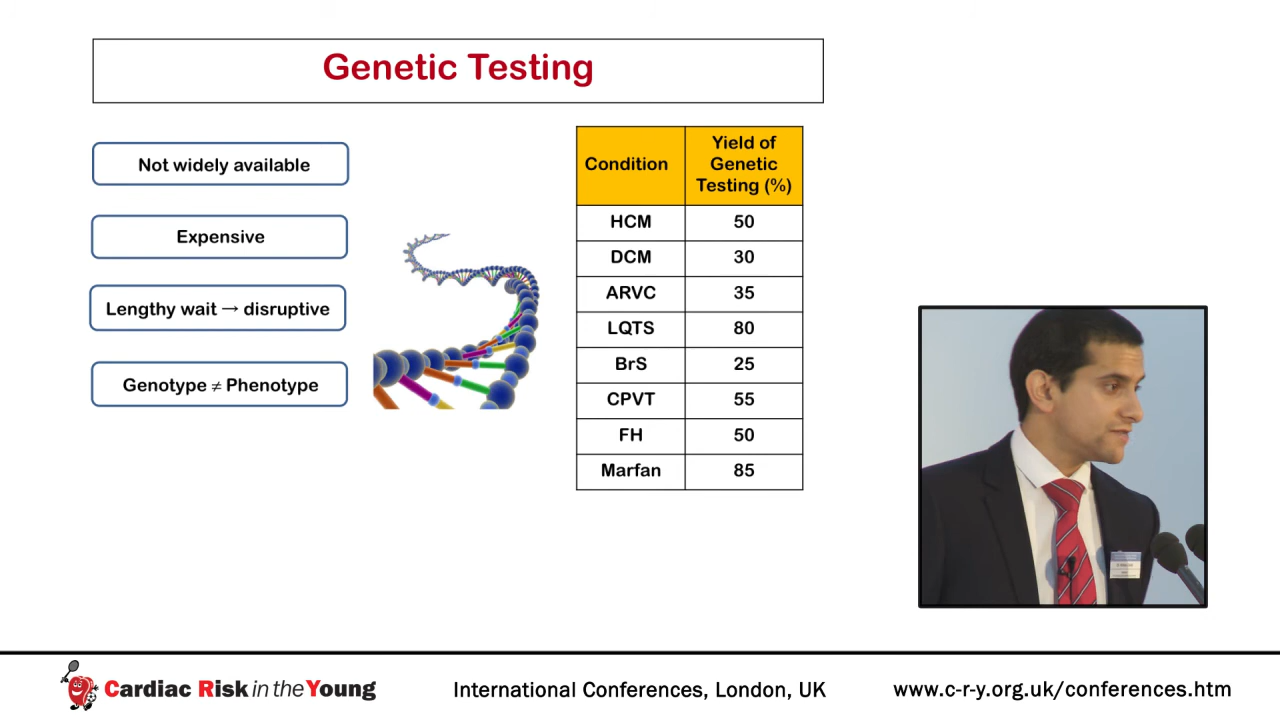 Genetic Testing
Not widely available
Expensive
Lengthy wait → disruptive
Genotype ≠ Phenotype
Condition
Yield of
Genetic
Testing (%)
HCM 50
DCM 30
ARVC 35
LQTS 80
BrS 25
CPVT 55
FH 50
Marfan 85
Cardiac Risk in the Young
International Conferences, London, UK
www.c-r-y.org.uk/conferences.htm